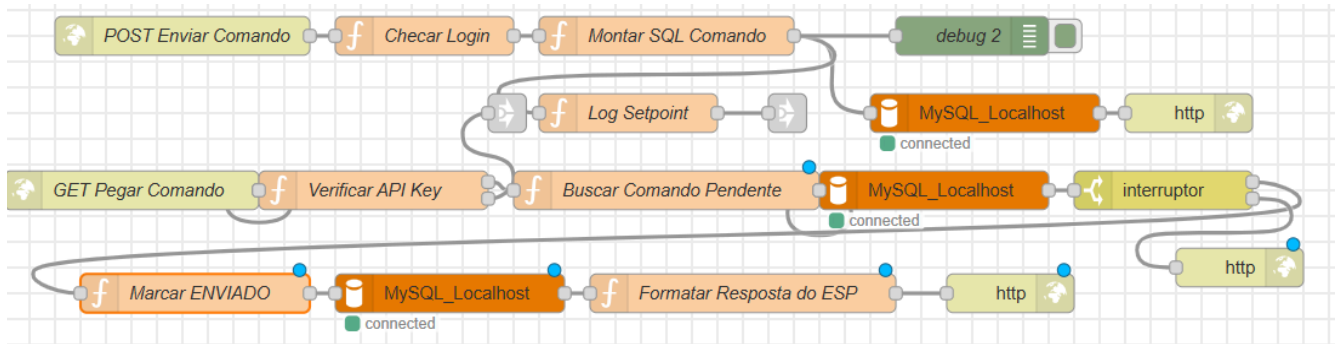 POST Enviar Comando
Checar Login
Montar SQL Comando
debug 2
Log Setpoint
MySQL_Localhost
http
connected
GET Pegar Comando
Verificar API Key
Buscar Comando Pendente
MySQL_Localhost
interruptor
connected
http
Marcar ENVIADO
MySQL_Localhost
Formatar Resposta do ESP
http
connected